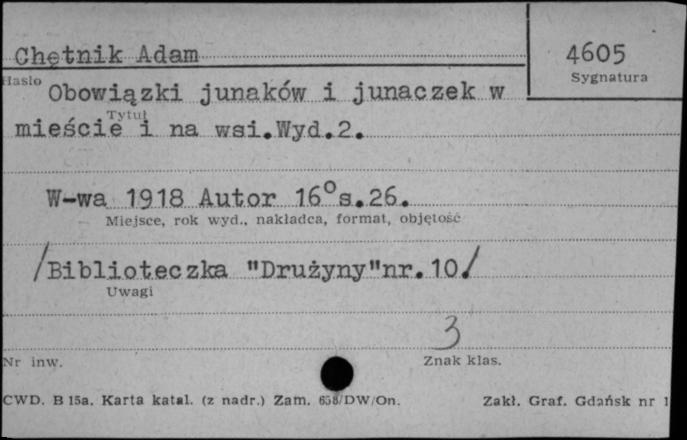 Chętnik Adam
4605
Hasło
Sygnatura
Obowiązki junaków i junaczek w
Tytuł
mieście i na wsi.Wyd.2.
W-wa 1918 Autor 16°s.26.
Miejsce, rok wyd., nakładca, format, objętość
/Biblioteczka "Drużyny"nr.10/
Uwagi
3
Nr inw.
Znak klas.
CWD. B 15a. Karta katal. (z nadr.) Zam. 658/DW/On.
Zakł. Graf. Gdańsk nr 1